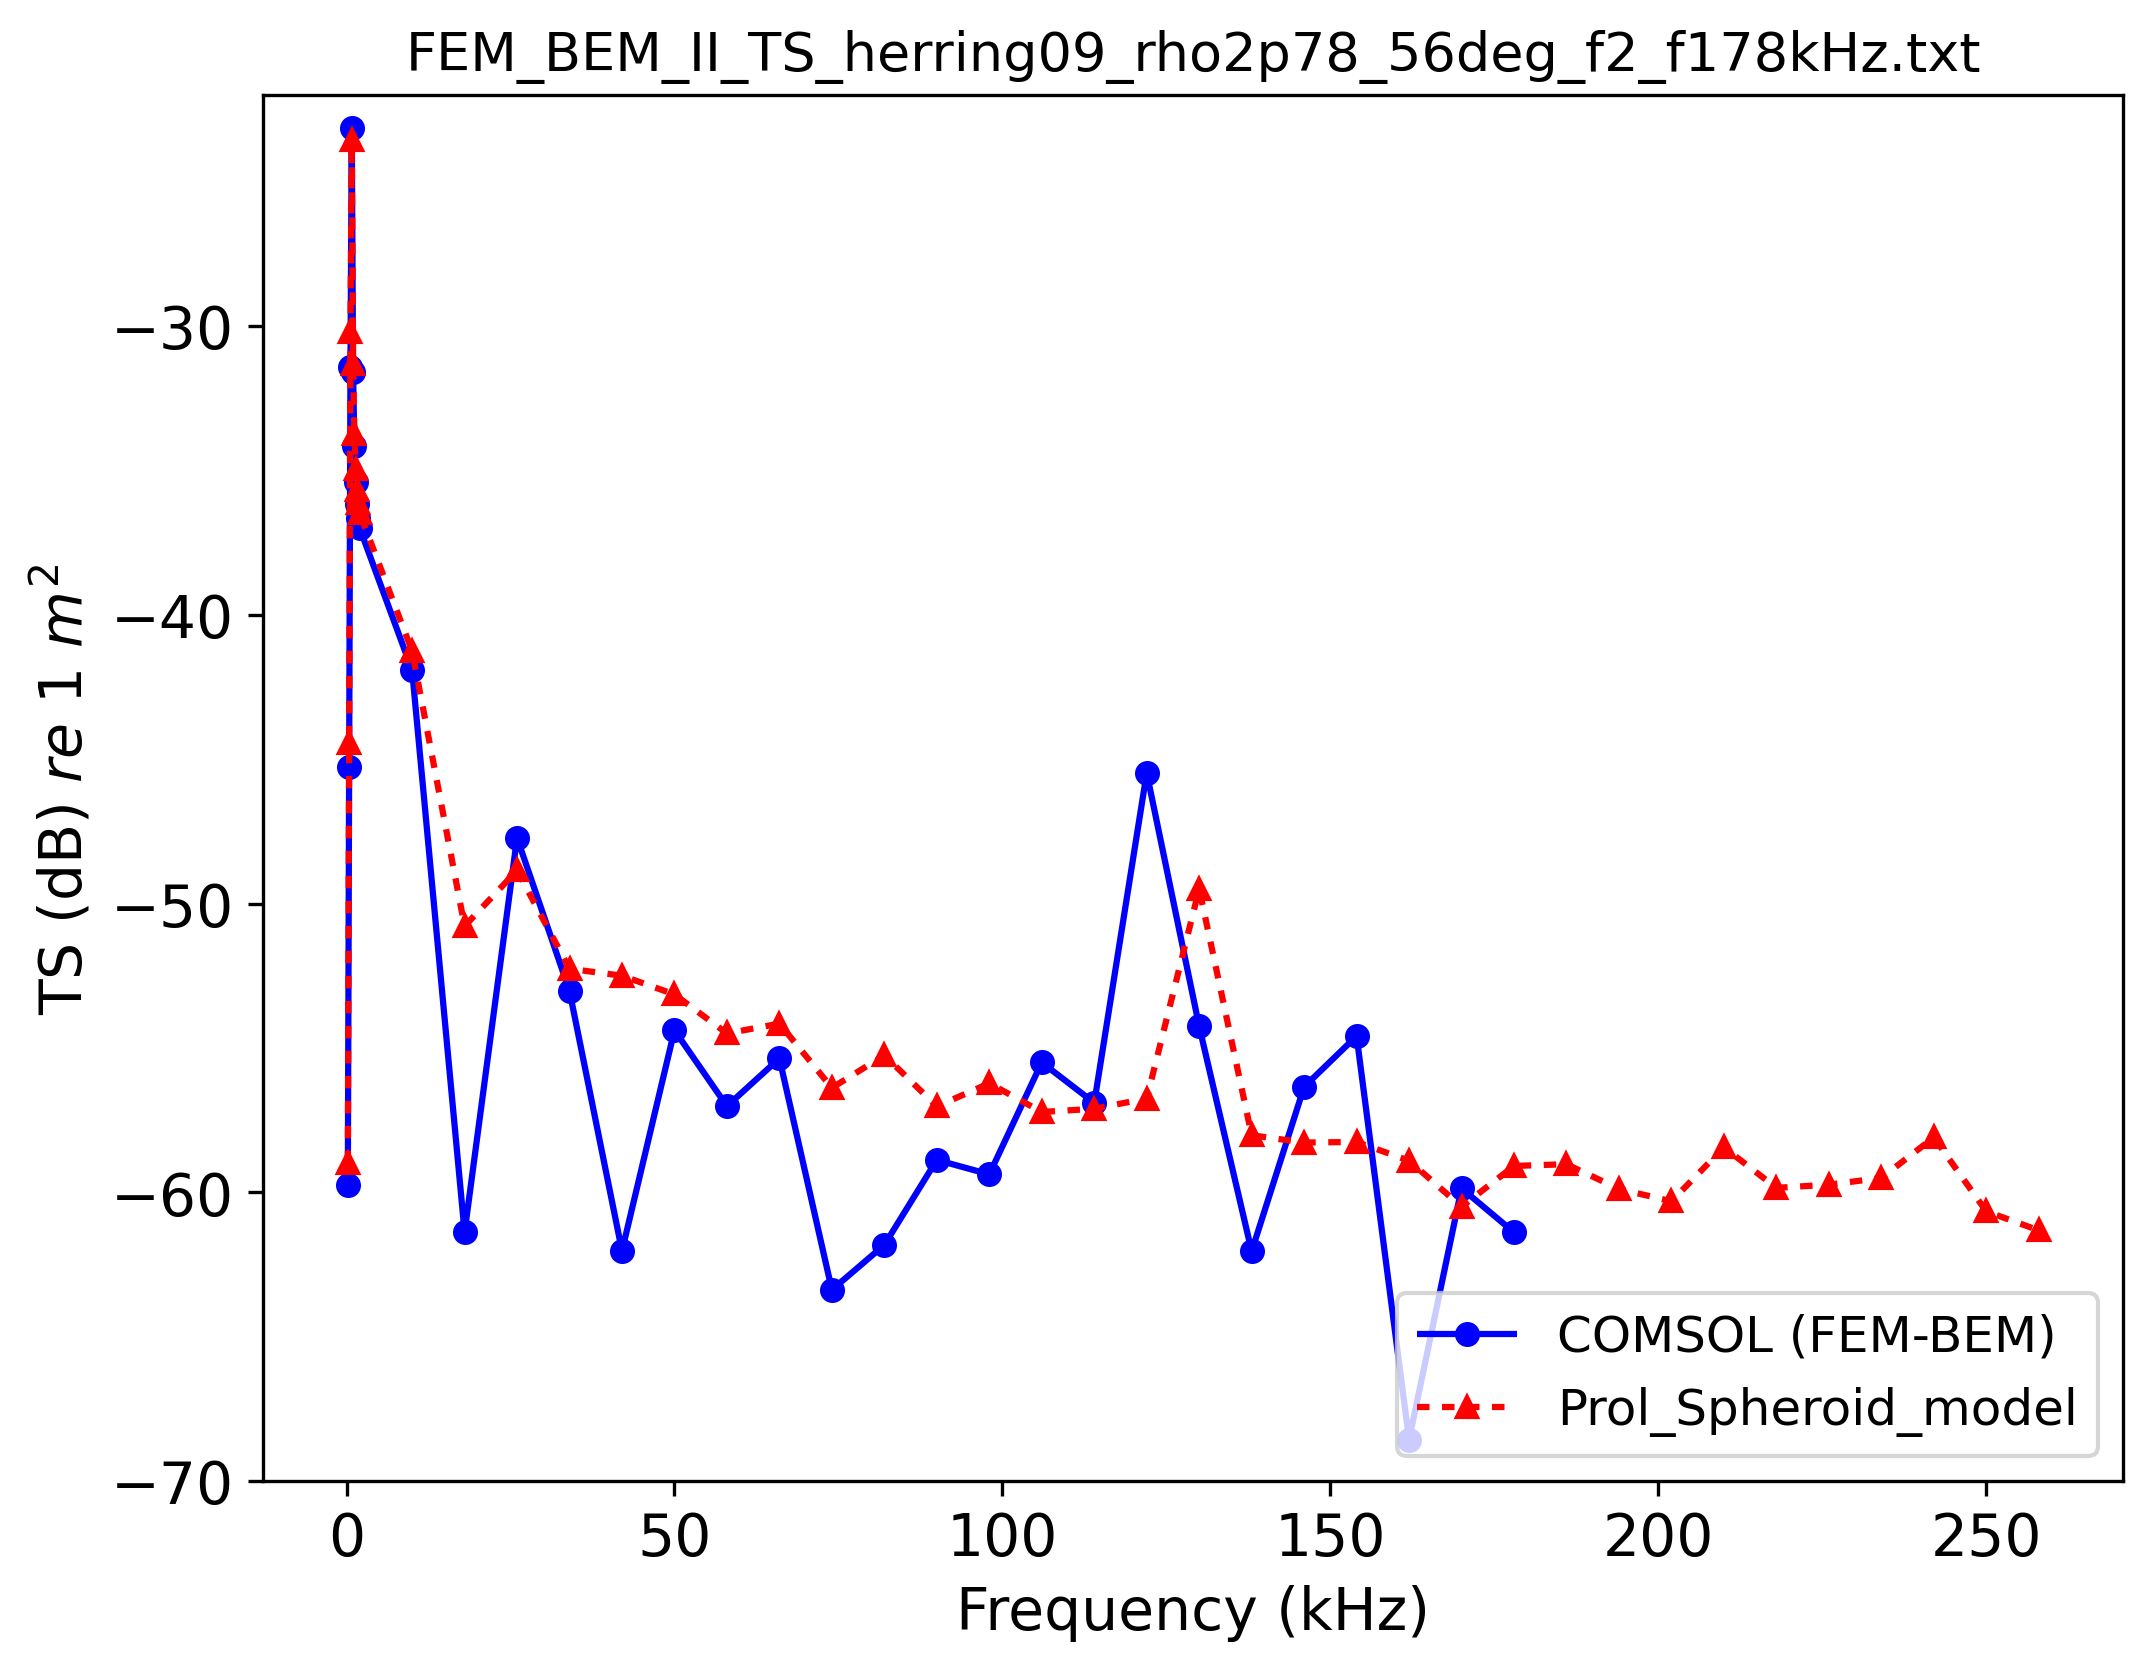 FEM_BEM_II_TS_herring09_rho2p78_56deg_f2_f178kHz.txt
TS (dB) re 1 m²
−30
−40
−50
−60
−70
0 50 100 150 200 250
Frequency (kHz)
COMSOL (FEM-BEM)
Prol_Spheroid_model